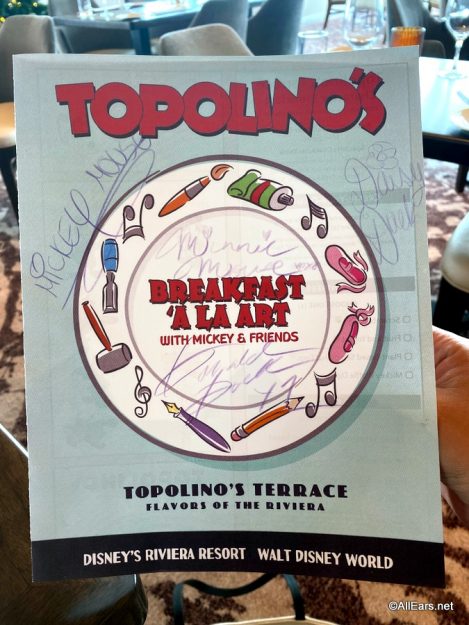 TOPOLINO'S
MICKEY MOUSE
Daisy Duck
Minnie
Mouse
BREAKFAST
'A LA ART
WITH MICKEY & FRIENDS
Donald
Duck
TOPOLINO'S TERRACE
FLAVORS OF THE RIVIERA
DISNEY'S RIVIERA RESORT WALT DISNEY WORLD
©AllEars.net